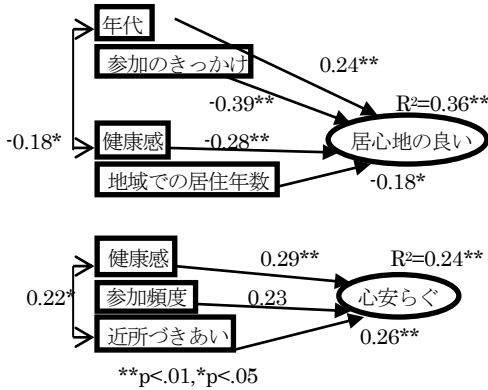 年代
参加のきっかけ
0.24**
-0.39**
R²=0.36**
-0.18*
健康感
-0.28**
居心地の良い
地域での居住年数
-0.18*
健康感
0.29**
R²=0.24**
0.22*
参加頻度
0.23
心安らぐ
近所づきあい
0.26**
**p<.01,*p<.05